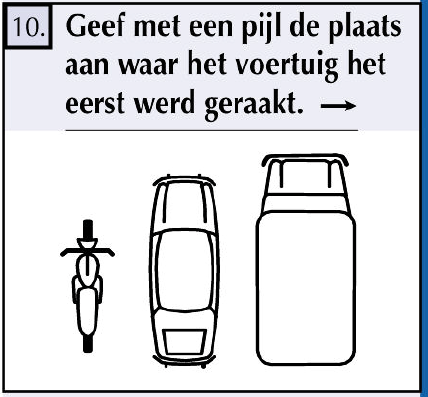 10. Geef met een pijl de plaats
aan waar het voertuig het
eerst werd geraakt. →